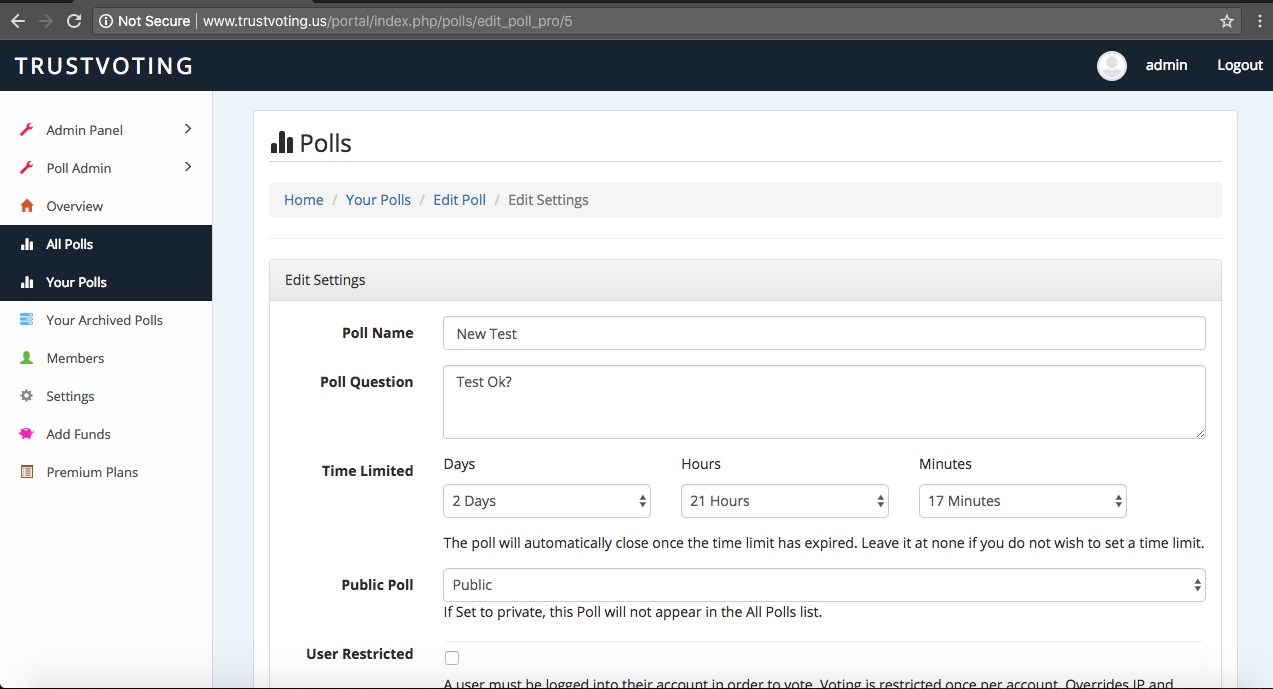 Not Secure | www.trustvoting.us/portal/index.php/polls/edit_poll_pro/5
TRUSTVOTING
admin
Logout
Admin Panel
Poll Admin
Overview
All Polls
Your Polls
Your Archived Polls
Members
Settings
Add Funds
Premium Plans
Polls
Home / Your Polls / Edit Poll / Edit Settings
Edit Settings
Poll Name
New Test
Poll Question
Test Ok?
Time Limited
Days
Hours
Minutes
2 Days
21 Hours
17 Minutes
The poll will automatically close once the time limit has expired. Leave it at none if you do not wish to set a time limit.
Public Poll
Public
If Set to private, this Poll will not appear in the All Polls list.
User Restricted
A user must be logged into their account in order to vote. Voting is restricted once per account. Overrides IP and